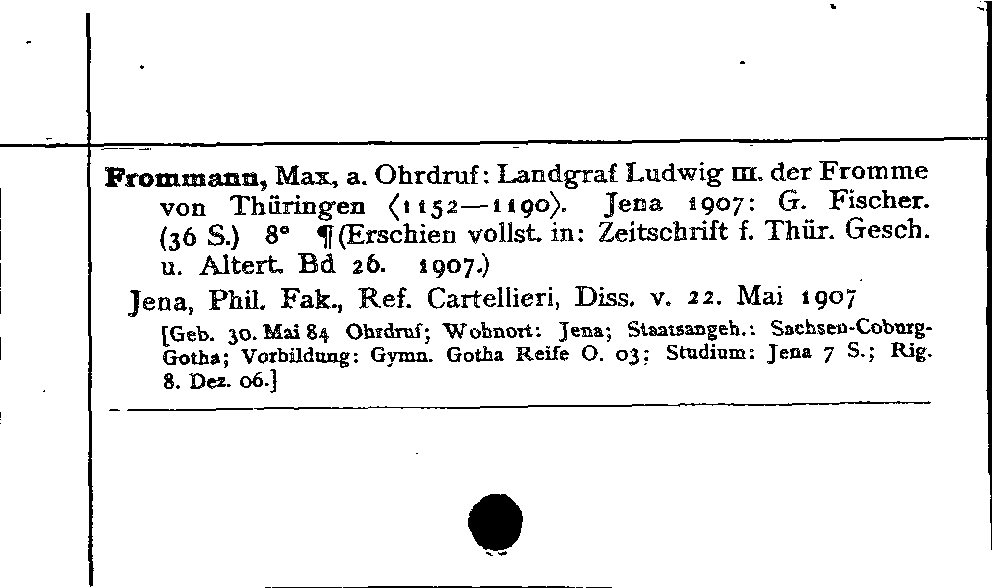 Frommann, Max, a. Ohrdruf: Landgraf Ludwig III. der Fromme
von Thüringen ⟨1152—1190⟩. Jena 1907: G. Fischer.
(36 S.) 8° ¶ (Erschien vollst. in: Zeitschrift f. Thür. Gesch.
u. Altert. Bd 26. 1907.)
Jena, Phil. Fak., Ref. Cartellieri, Diss. v. 22. Mai 1907
[Geb. 30. Mai 84 Ohrdruf; Wohnort: Jena; Staatsangeh.: Sachsen-Coburg-
Gotha; Vorbildung: Gymn. Gotha Reife O. 03; Studium: Jena 7 S.; Rig.
8. Dez. 06.]